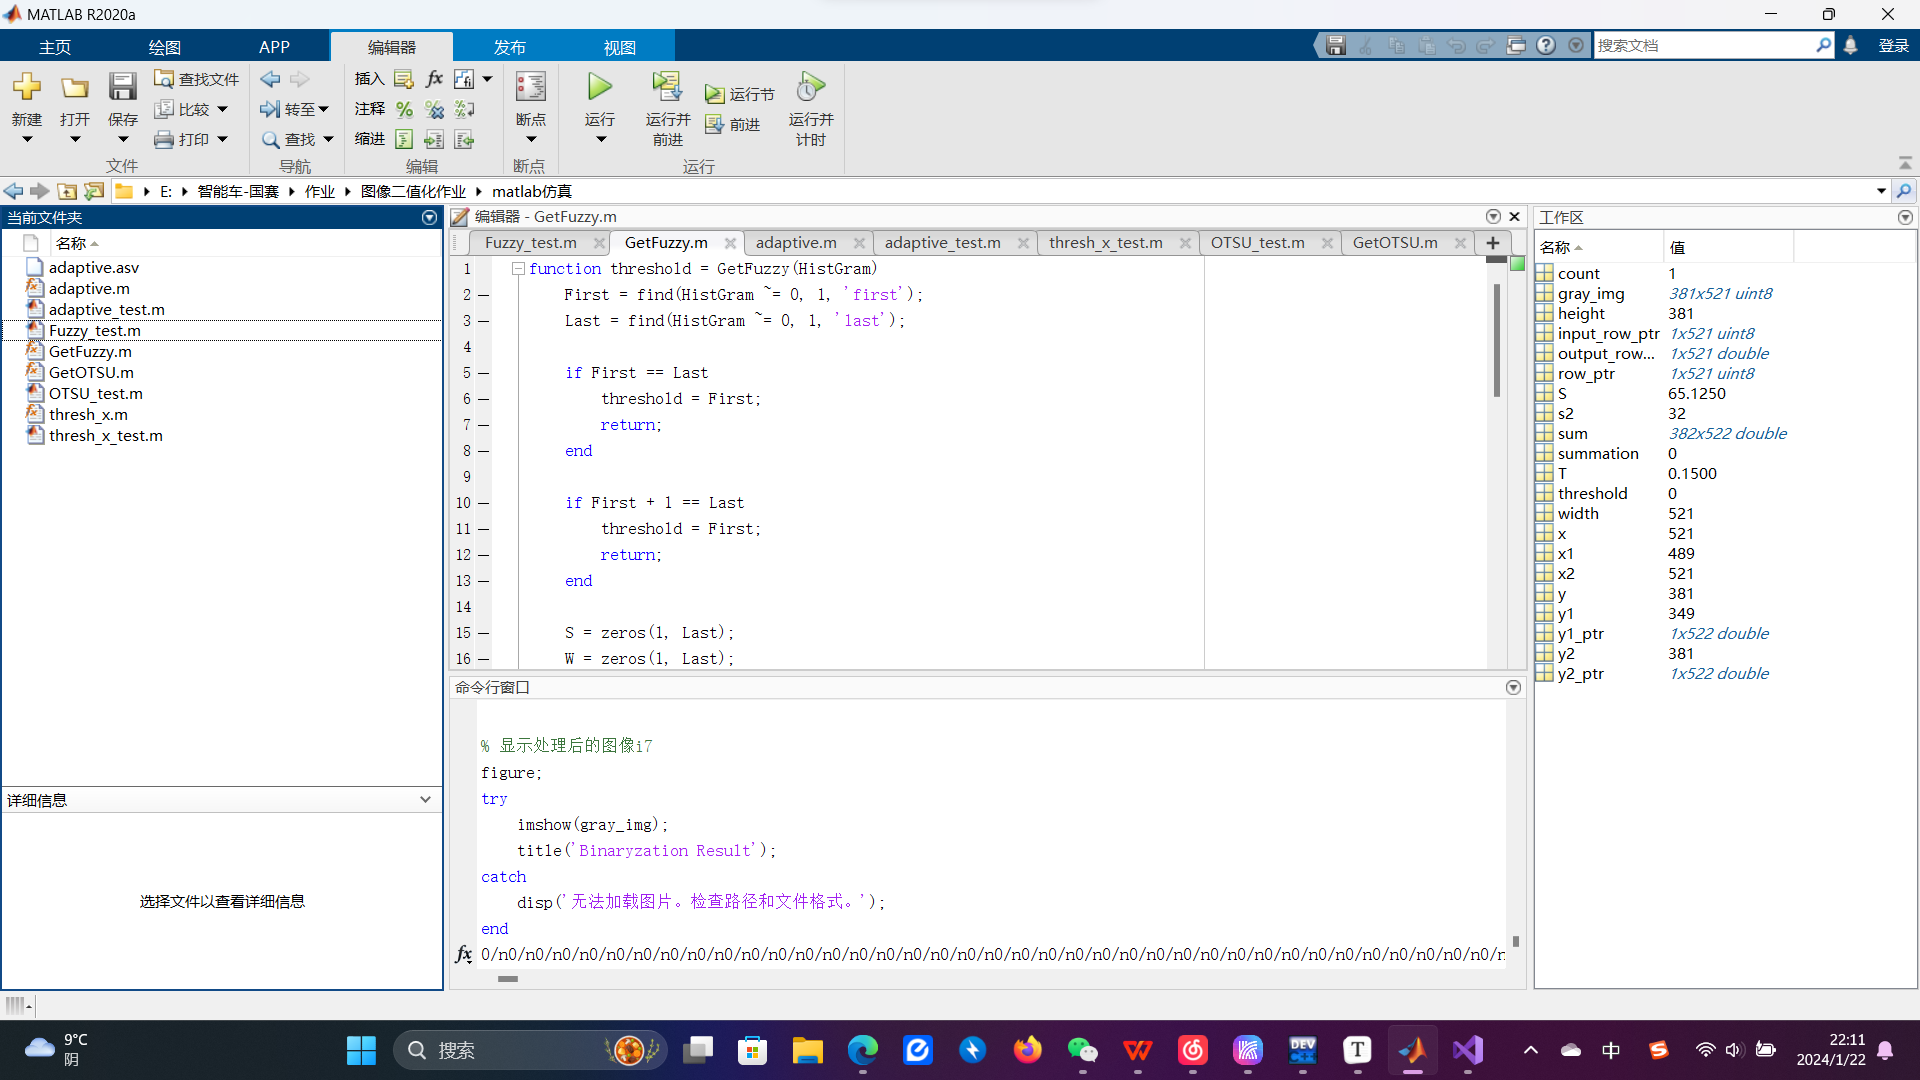 MATLAB R2020a
主页 绘图 APP 编辑器 发布 视图 搜索文档 登录
新建 打开 保存 查找文件 比较 打印 文件
转至 查找 导航
插入 fx 注释 缩进 编辑
断点 断点
运行 运行并前进 运行节 前进 运行并计时 运行
E: 智能车-国赛 作业 图像二值化作业 matlab仿真
当前文件夹
名称
adaptive.asv
adaptive.m
adaptive_test.m
Fuzzy_test.m
GetFuzzy.m
GetOTSU.m
OTSU_test.m
thresh_x.m
thresh_x_test.m
详细信息
选择文件以查看详细信息
编辑器 - GetFuzzy.m
Fuzzy_test.m GetFuzzy.m adaptive.m adaptive_test.m thresh_x_test.m OTSU_test.m GetOTSU.m
1 function threshold = GetFuzzy(HistGram)
2 First = find(HistGram ~= 0, 1, 'first');
3 Last = find(HistGram ~= 0, 1, 'last');
4
5 if First == Last
6 threshold = First;
7 return;
8 end
9
10 if First + 1 == Last
11 threshold = First;
12 return;
13 end
14
15 S = zeros(1, Last);
16 W = zeros(1, Last);
命令行窗口
% 显示处理后的图像i7
figure;
try
imshow(gray_img);
title('Binaryzation Result');
catch
disp('无法加载图片。检查路径和文件格式。');
end
fx 0/n0/n0/n0/n0/n0/n0/n0/n0/n0/n0/n0/n0/n0/n0/n0/n0/n0/n0/n0/n0/n0/n0/n0/n0/n0/n0/n0/n0/n0/n0/n0/n0/n0/n0/n0/n0/n0/n
工作区
名称 值
count 1
gray_img 381x521 uint8
height 381
input_row_ptr 1x521 uint8
output_row... 1x521 double
row_ptr 1x521 uint8
S 65.1250
s2 32
sum 382x522 double
summation 0
T 0.1500
threshold 0
width 521
x 521
x1 489
x2 521
y 381
y1 349
y1_ptr 1x522 double
y2 381
y2_ptr 1x522 double
9°C
阴
搜索
DEV C++
T
中
22:11
2024/1/22